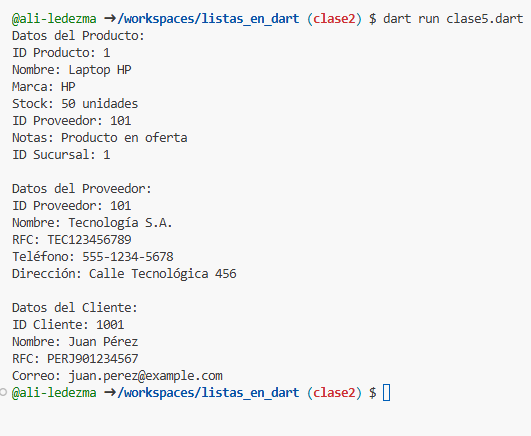 @ali-ledezma ➜/workspaces/listas_en_dart (clase2) $ dart run clase5.dart
Datos del Producto:
ID Producto: 1
Nombre: Laptop HP
Marca: HP
Stock: 50 unidades
ID Proveedor: 101
Notas: Producto en oferta
ID Sucursal: 1

Datos del Proveedor:
ID Proveedor: 101
Nombre: Tecnología S.A.
RFC: TEC123456789
Teléfono: 555-1234-5678
Dirección: Calle Tecnológica 456

Datos del Cliente:
ID Cliente: 1001
Nombre: Juan Pérez
RFC: PERJ901234567
Correo: juan.perez@example.com
@ali-ledezma ➜/workspaces/listas_en_dart (clase2) $